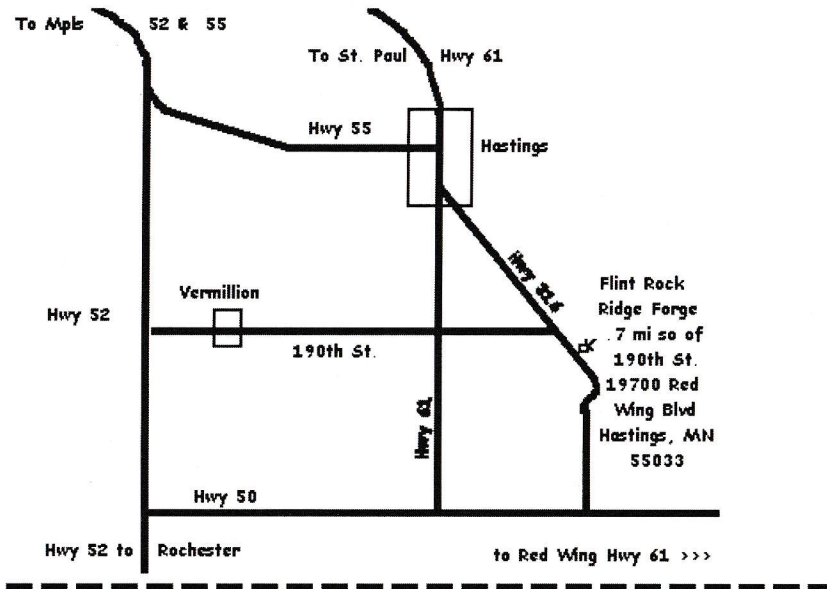 To Mpls 52 & 55
To St. Paul Hwy 61
Hwy 55
Hastings
Hwy 316
Flint Rock
Ridge Forge
.7 mi so of
190th St.
19700 Red
Wing Blvd
Hastings, MN
55033
Vermillion
Hwy 52
190th St.
Hwy 61
Hwy 50
Hwy 52 to Rochester
to Red Wing Hwy 61 >>>